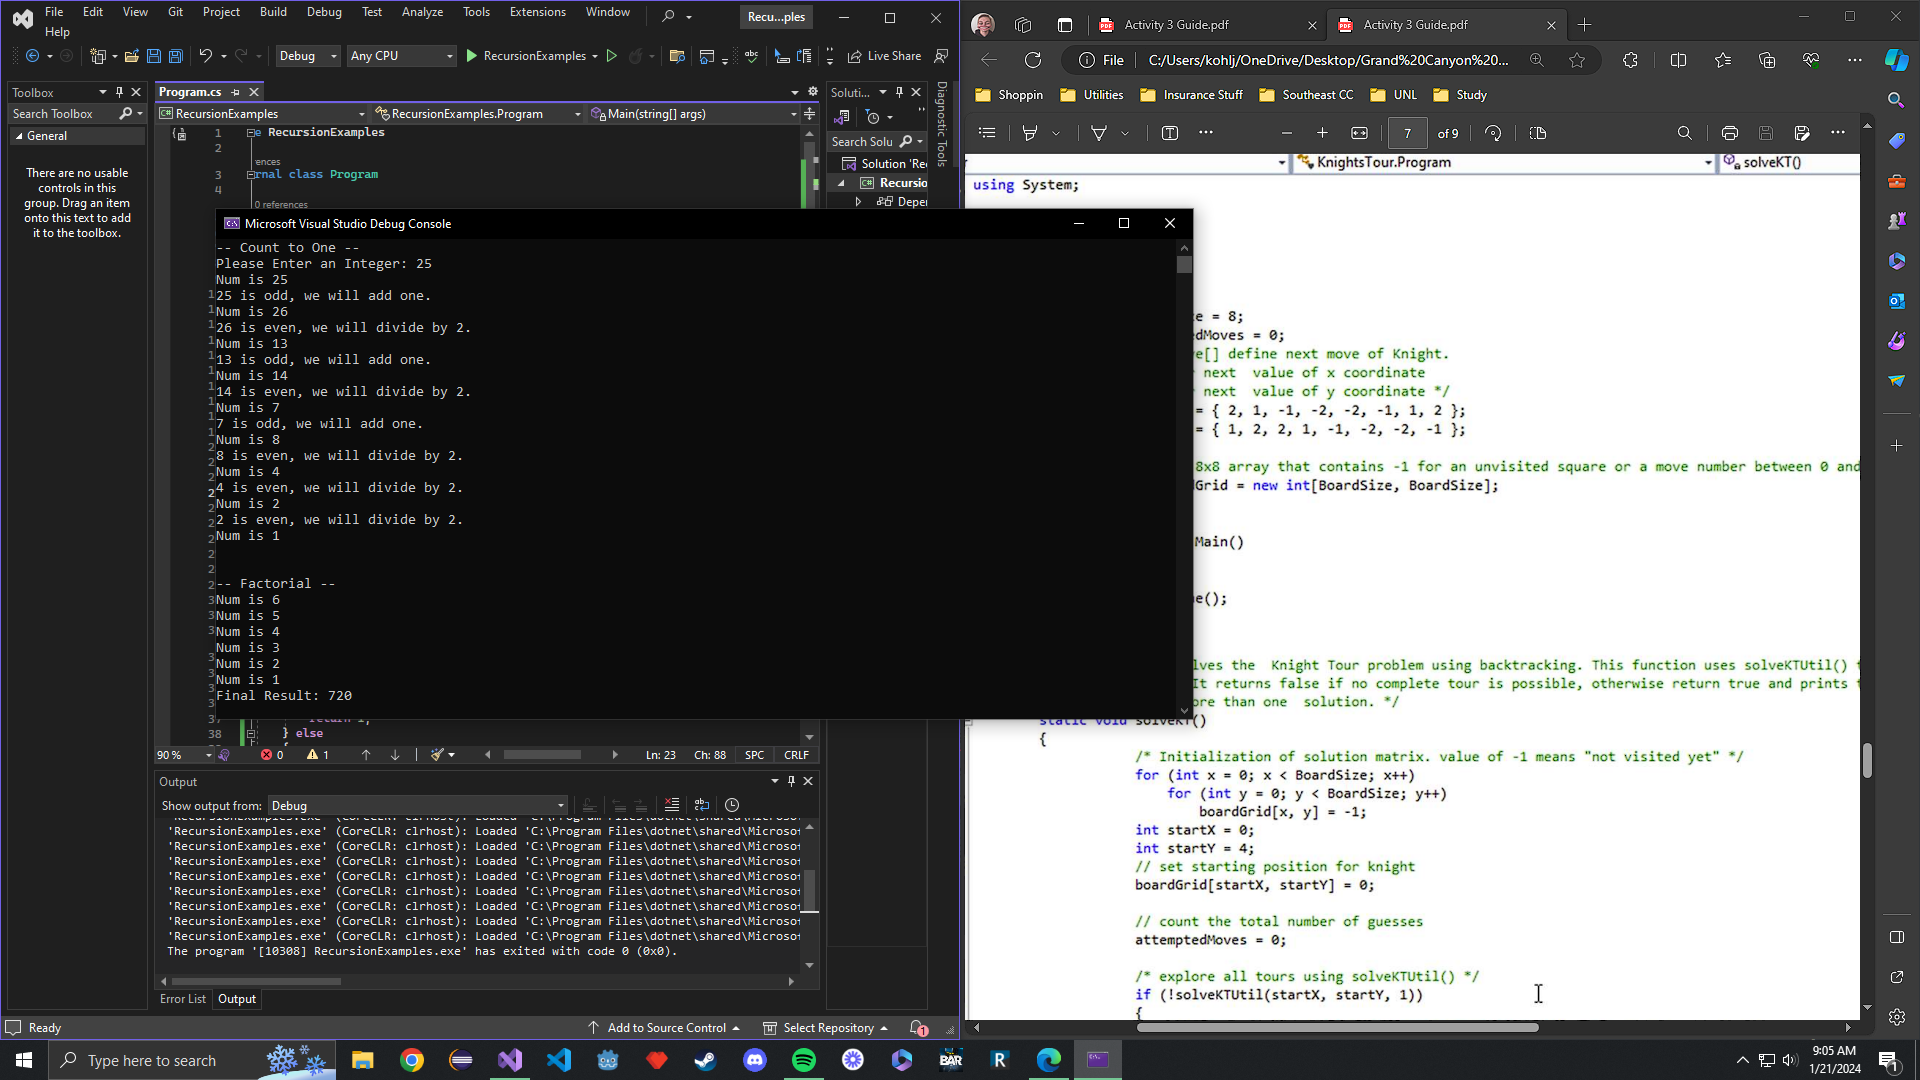 File Edit View Git Project Build Debug Test Analyze Tools Extensions Window
Help
Recu...ples
Debug
Any CPU
RecursionExamples
Live Share
Toolbox
Search Toolbox
General
There are no usable
controls in this
group. Drag an item
onto this text to add
it to the toolbox.
Program.cs
RecursionExamples
RecursionExamples.Program
Main(string[] args)
1 e RecursionExamples
2
rences
3 rnal class Program
4
0 references
Soluti...
Search Solu
Solution 'Re
Recursio
Depen
Diagnostic Tools
Microsoft Visual Studio Debug Console
-- Count to One --
Please Enter an Integer: 25
Num is 25
25 is odd, we will add one.
Num is 26
26 is even, we will divide by 2.
Num is 13
13 is odd, we will add one.
Num is 14
14 is even, we will divide by 2.
Num is 7
7 is odd, we will add one.
Num is 8
8 is even, we will divide by 2.
Num is 4
4 is even, we will divide by 2.
Num is 2
2 is even, we will divide by 2.
Num is 1
-- Factorial --
Num is 6
Num is 5
Num is 4
Num is 3
Num is 2
Num is 1
Final Result: 720
38 } else
90 %
0
1
Ln: 23 Ch: 88 SPC CRLF
Output
Show output from: Debug
'RecursionExamples.exe' (CoreCLR: clrhost): Loaded 'C:\Program Files\dotnet\shared\Microso
'RecursionExamples.exe' (CoreCLR: clrhost): Loaded 'C:\Program Files\dotnet\shared\Microso
'RecursionExamples.exe' (CoreCLR: clrhost): Loaded 'C:\Program Files\dotnet\shared\Microso
'RecursionExamples.exe' (CoreCLR: clrhost): Loaded 'C:\Program Files\dotnet\shared\Microso
'RecursionExamples.exe' (CoreCLR: clrhost): Loaded 'C:\Program Files\dotnet\shared\Microso
'RecursionExamples.exe' (CoreCLR: clrhost): Loaded 'C:\Program Files\dotnet\shared\Microso
'RecursionExamples.exe' (CoreCLR: clrhost): Loaded 'C:\Program Files\dotnet\shared\Microso
'RecursionExamples.exe' (CoreCLR: clrhost): Loaded 'C:\Program Files\dotnet\shared\Microso
The program '[10308] RecursionExamples.exe' has exited with code 0 (0x0).
Error List Output
Ready
Add to Source Control
Select Repository
1
Activity 3 Guide.pdf
Activity 3 Guide.pdf
File C:/Users/kohlj/OneDrive/Desktop/Grand%20Canyon%20...
Shoppin Utilities Insurance Stuff Southeast CC UNL Study
7 of 9
KnightsTour.Program
solveKT()
using System;
e = 8;
dMoves = 0;
e[] define next move of Knight.
next value of x coordinate
next value of y coordinate */
= { 2, 1, -1, -2, -2, -1, 1, 2 };
= { 1, 2, 2, 1, -1, -2, -2, -1 };
8x8 array that contains -1 for an unvisited square or a move number between 0 and
Grid = new int[BoardSize, BoardSize];
Main()
e();
lves the Knight Tour problem using backtracking. This function uses solveKTUtil()
It returns false if no complete tour is possible, otherwise return true and prints
ore than one solution. */
static void solveKT()
{
/* Initialization of solution matrix. value of -1 means "not visited yet" */
for (int x = 0; x < BoardSize; x++)
for (int y = 0; y < BoardSize; y++)
boardGrid[x, y] = -1;
int startX = 0;
int startY = 4;
// set starting position for knight
boardGrid[startX, startY] = 0;
// count the total number of guesses
attemptedMoves = 0;
/* explore all tours using solveKTUtil() */
if (!solveKTUtil(startX, startY, 1))
{
Type here to search
BAR
R
9:05 AM
1/21/2024
1